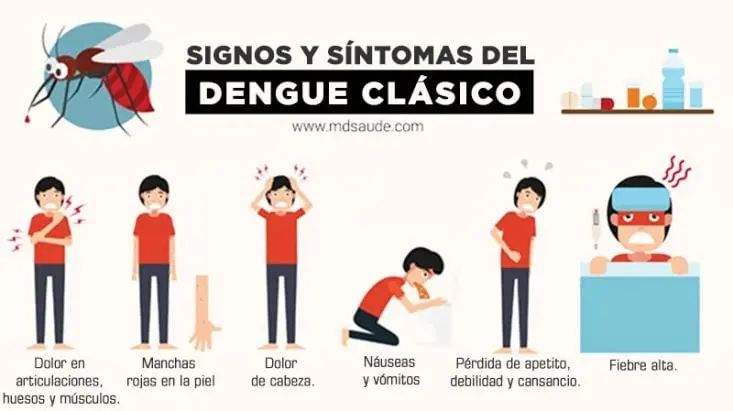 SIGNOS Y SÍNTOMAS DEL
DENGUE CLÁSICO
www.mdsaude.com
Dolor en
articulaciones,
huesos y músculos.
Manchas
rojas en la piel
Dolor
de cabeza.
Náuseas
y vómitos
Pérdida de apetito,
debilidad y cansancio.
Fiebre alta.